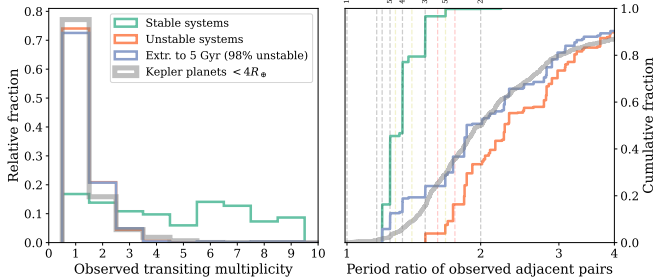 Relative fraction
0.8
0.7
0.6
0.5
0.4
0.3
0.2
0.1
0.0
0 1 2 3 4 5 6 7 8 9 10
Observed transiting multiplicity
Stable systems
Unstable systems
Extr. to 5 Gyr (98% unstable)
Kepler planets < 4R⊕
1.0
0.8
0.6
0.4
0.2
0.0
Cumulative fraction
1 2 3 4
Period ratio of observed adjacent pairs